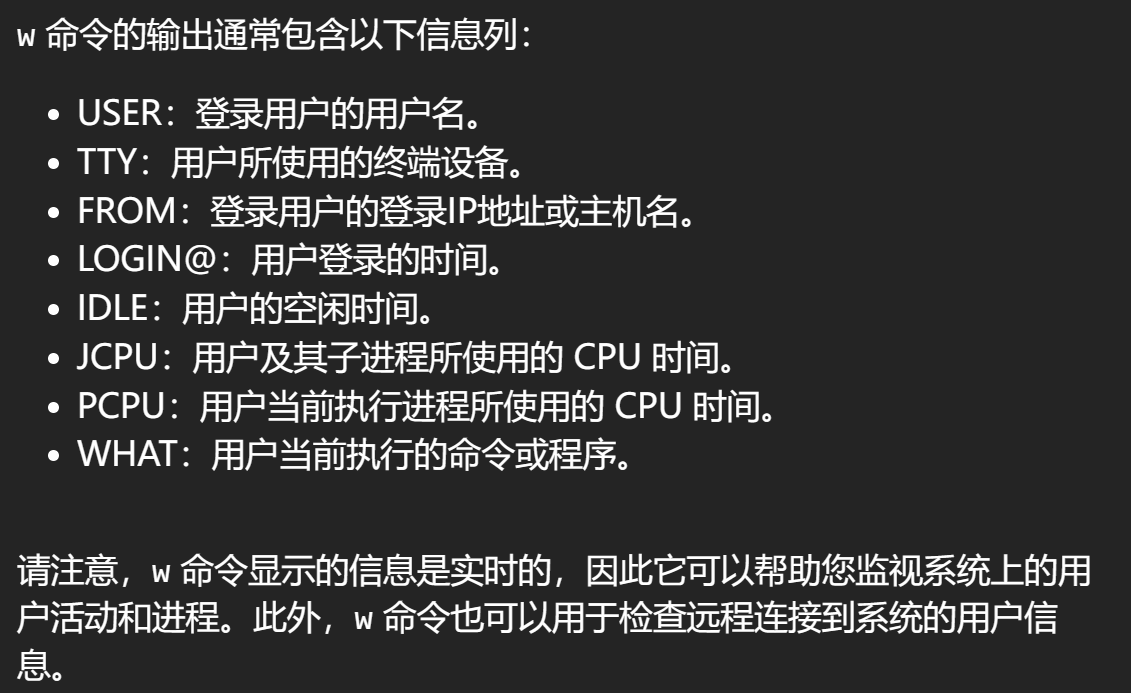 w 命令的输出通常包含以下信息列：
• USER：登录用户的用户名。
• TTY：用户所使用的终端设备。
• FROM：登录用户的登录IP地址或主机名。
• LOGIN@：用户登录的时间。
• IDLE：用户的空闲时间。
• JCPU：用户及其子进程所使用的 CPU 时间。
• PCPU：用户当前执行进程所使用的 CPU 时间。
• WHAT：用户当前执行的命令或程序。
请注意，w 命令显示的信息是实时的，因此它可以帮助您监视系统上的用
户活动和进程。此外，w 命令也可以用于检查远程连接到系统的用户信
息。